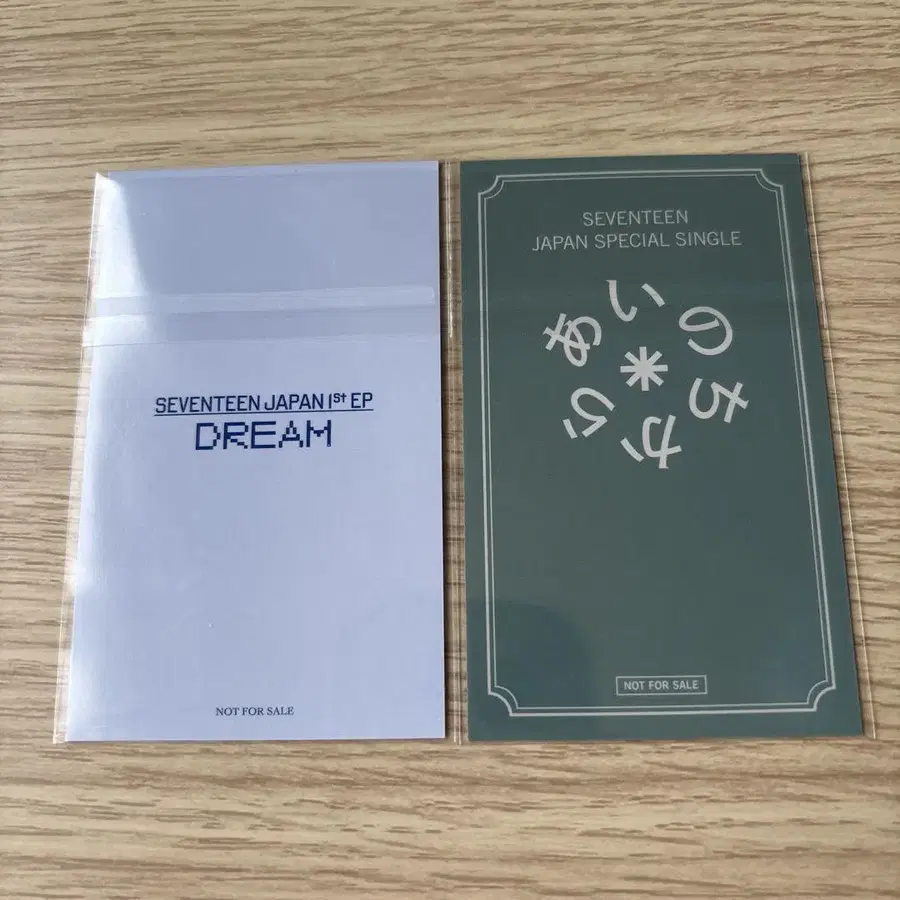 SEVENTEEN JAPAN 1st EP
DREAM
NOT FOR SALE
SEVENTEEN
JAPAN SPECIAL SINGLE
あいのちから
NOT FOR SALE